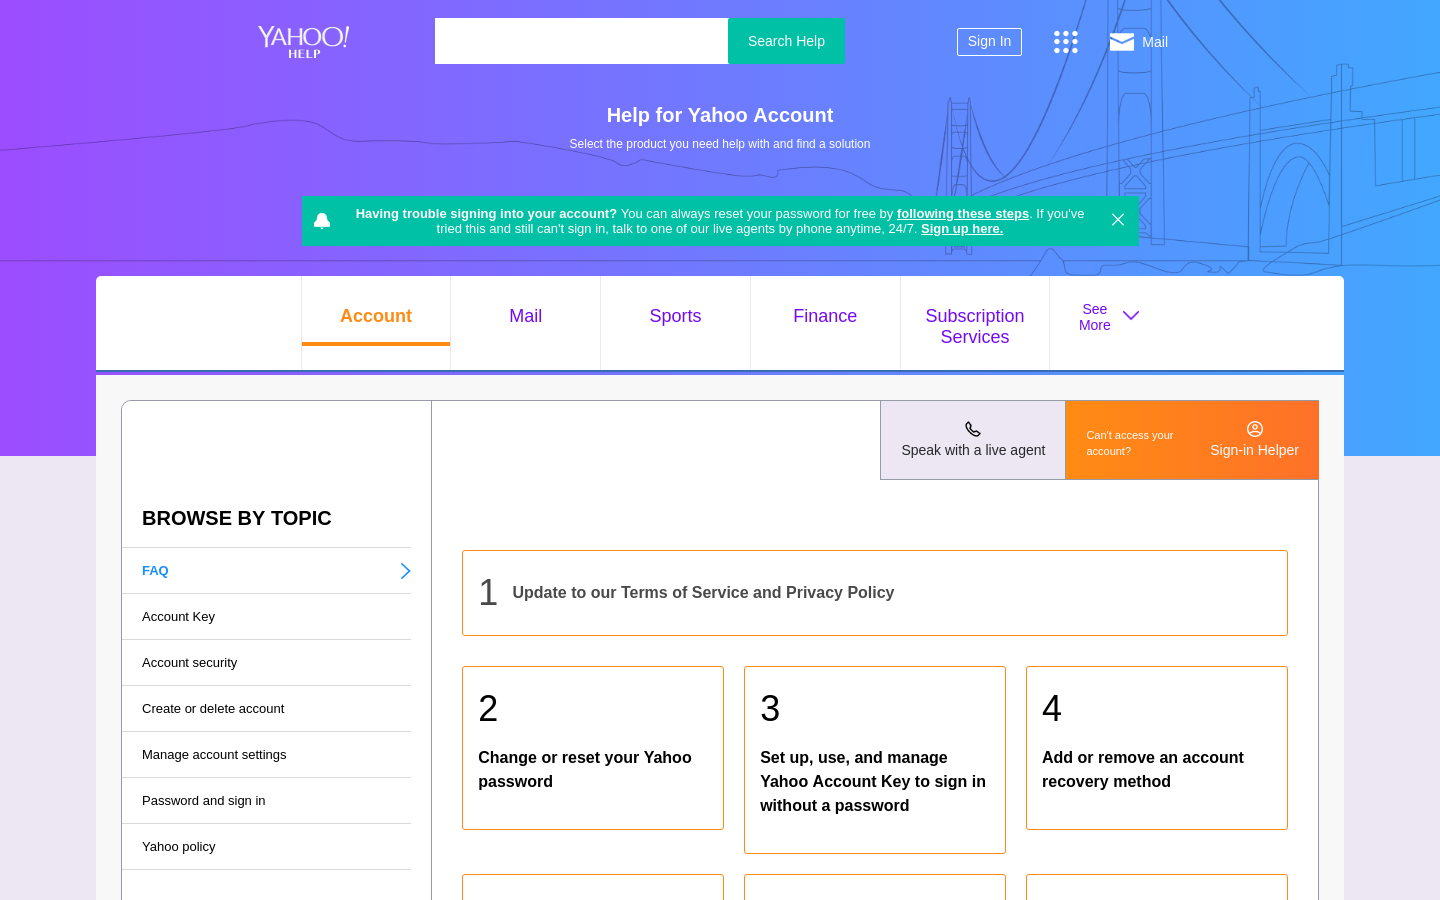 YAHOO!
HELP
Search Help
Sign In
Mail
Help for Yahoo Account
Select the product you need help with and find a solution
Having trouble signing into your account? You can always reset your password for free by following these steps. If you've
tried this and still can't sign in, talk to one of our live agents by phone anytime, 24/7. Sign up here.
Account
Mail
Sports
Finance
Subscription
Services
See
More
Speak with a live agent
Can't access your
account?
Sign-in Helper
BROWSE BY TOPIC
FAQ
Account Key
Account security
Create or delete account
Manage account settings
Password and sign in
Yahoo policy
1 Update to our Terms of Service and Privacy Policy
2
Change or reset your Yahoo
password
3
Set up, use, and manage
Yahoo Account Key to sign in
without a password
4
Add or remove an account
recovery method